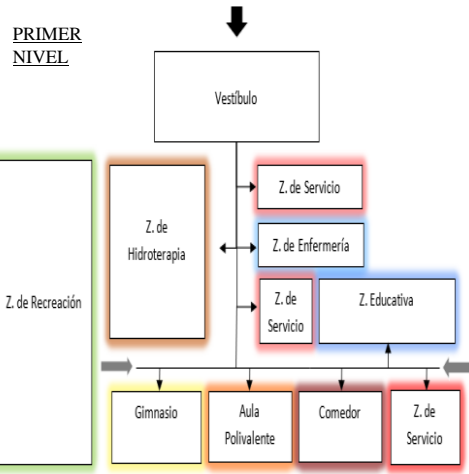 PRIMER
NIVEL
Vestíbulo
Z. de Servicio
Z. de
Hidroterapia
Z. de Enfermería
Z. de Recreación
Z. de
Servicio
Z. Educativa
Gimnasio
Aula
Polivalente
Comedor
Z. de
Servicio